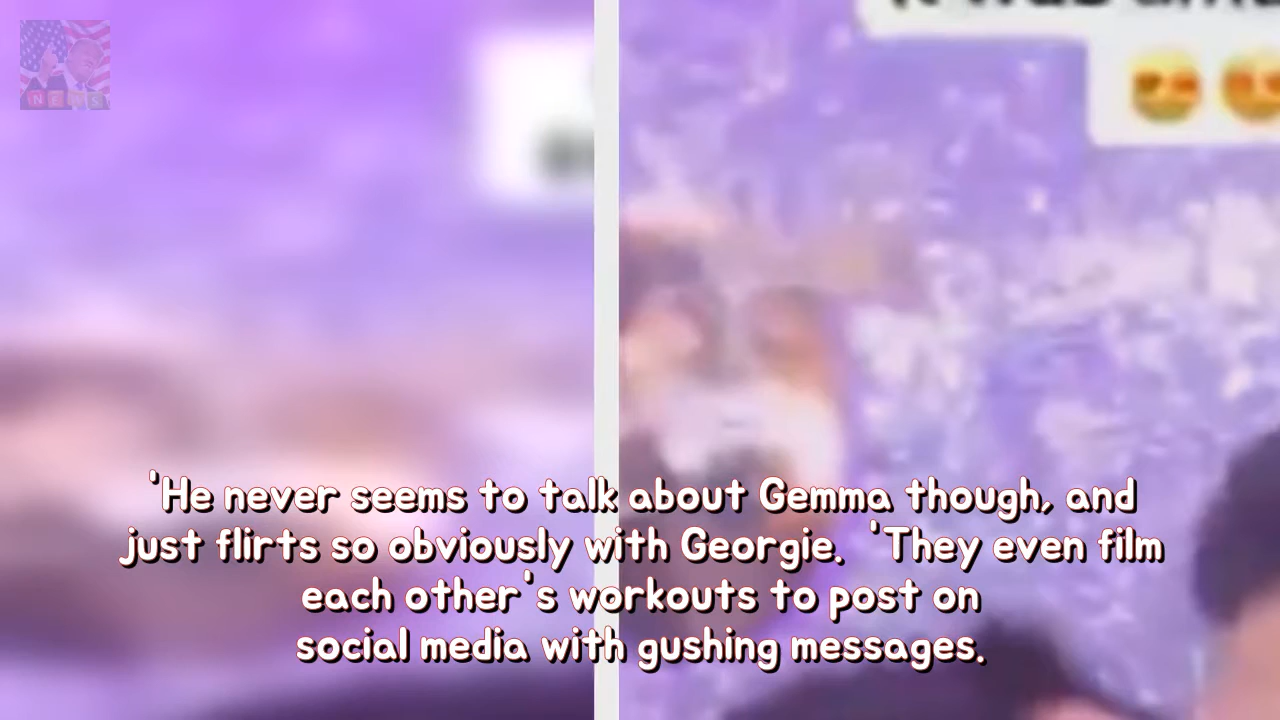 NEWS
'He never seems to talk about Gemma though, and
just flirts so obviously with Georgie. 'They even film
each other's workouts to post on
social media with gushing messages.